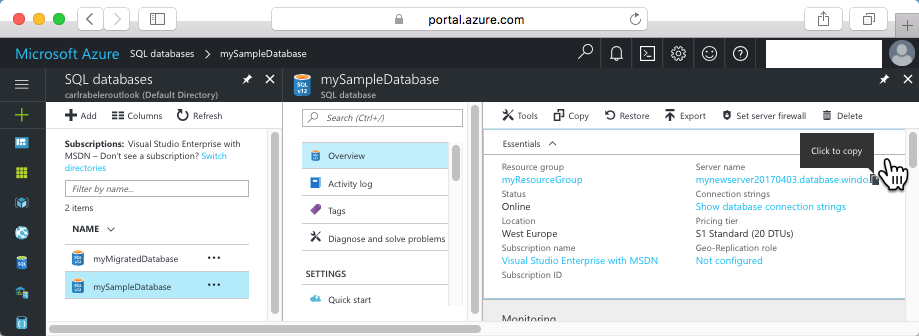 portal.azure.com
Microsoft Azure SQL databases > mySampleDatabase
SQL databases
carlrabeleroutlook (Default Directory)
Add Columns Refresh
Subscriptions: Visual Studio Enterprise with
MSDN – Don't see a subscription? Switch
directories
Filter by name...
2 items
NAME
myMigratedDatabase
mySampleDatabase
mySampleDatabase
SQL database
Search (Ctrl+/)
Overview
Activity log
Tags
Diagnose and solve problems
SETTINGS
Quick start
Tools Copy Restore Export Set server firewall Delete
Essentials
Click to copy
Resource group
myResourceGroup
Status
Online
Location
West Europe
Subscription name
Visual Studio Enterprise with MSDN
Subscription ID
Server name
mynewserver20170403.database.windo
Connection strings
Show database connection strings
Pricing tier
S1 Standard (20 DTUs)
Geo-Replication role
Not configured
Monitoring